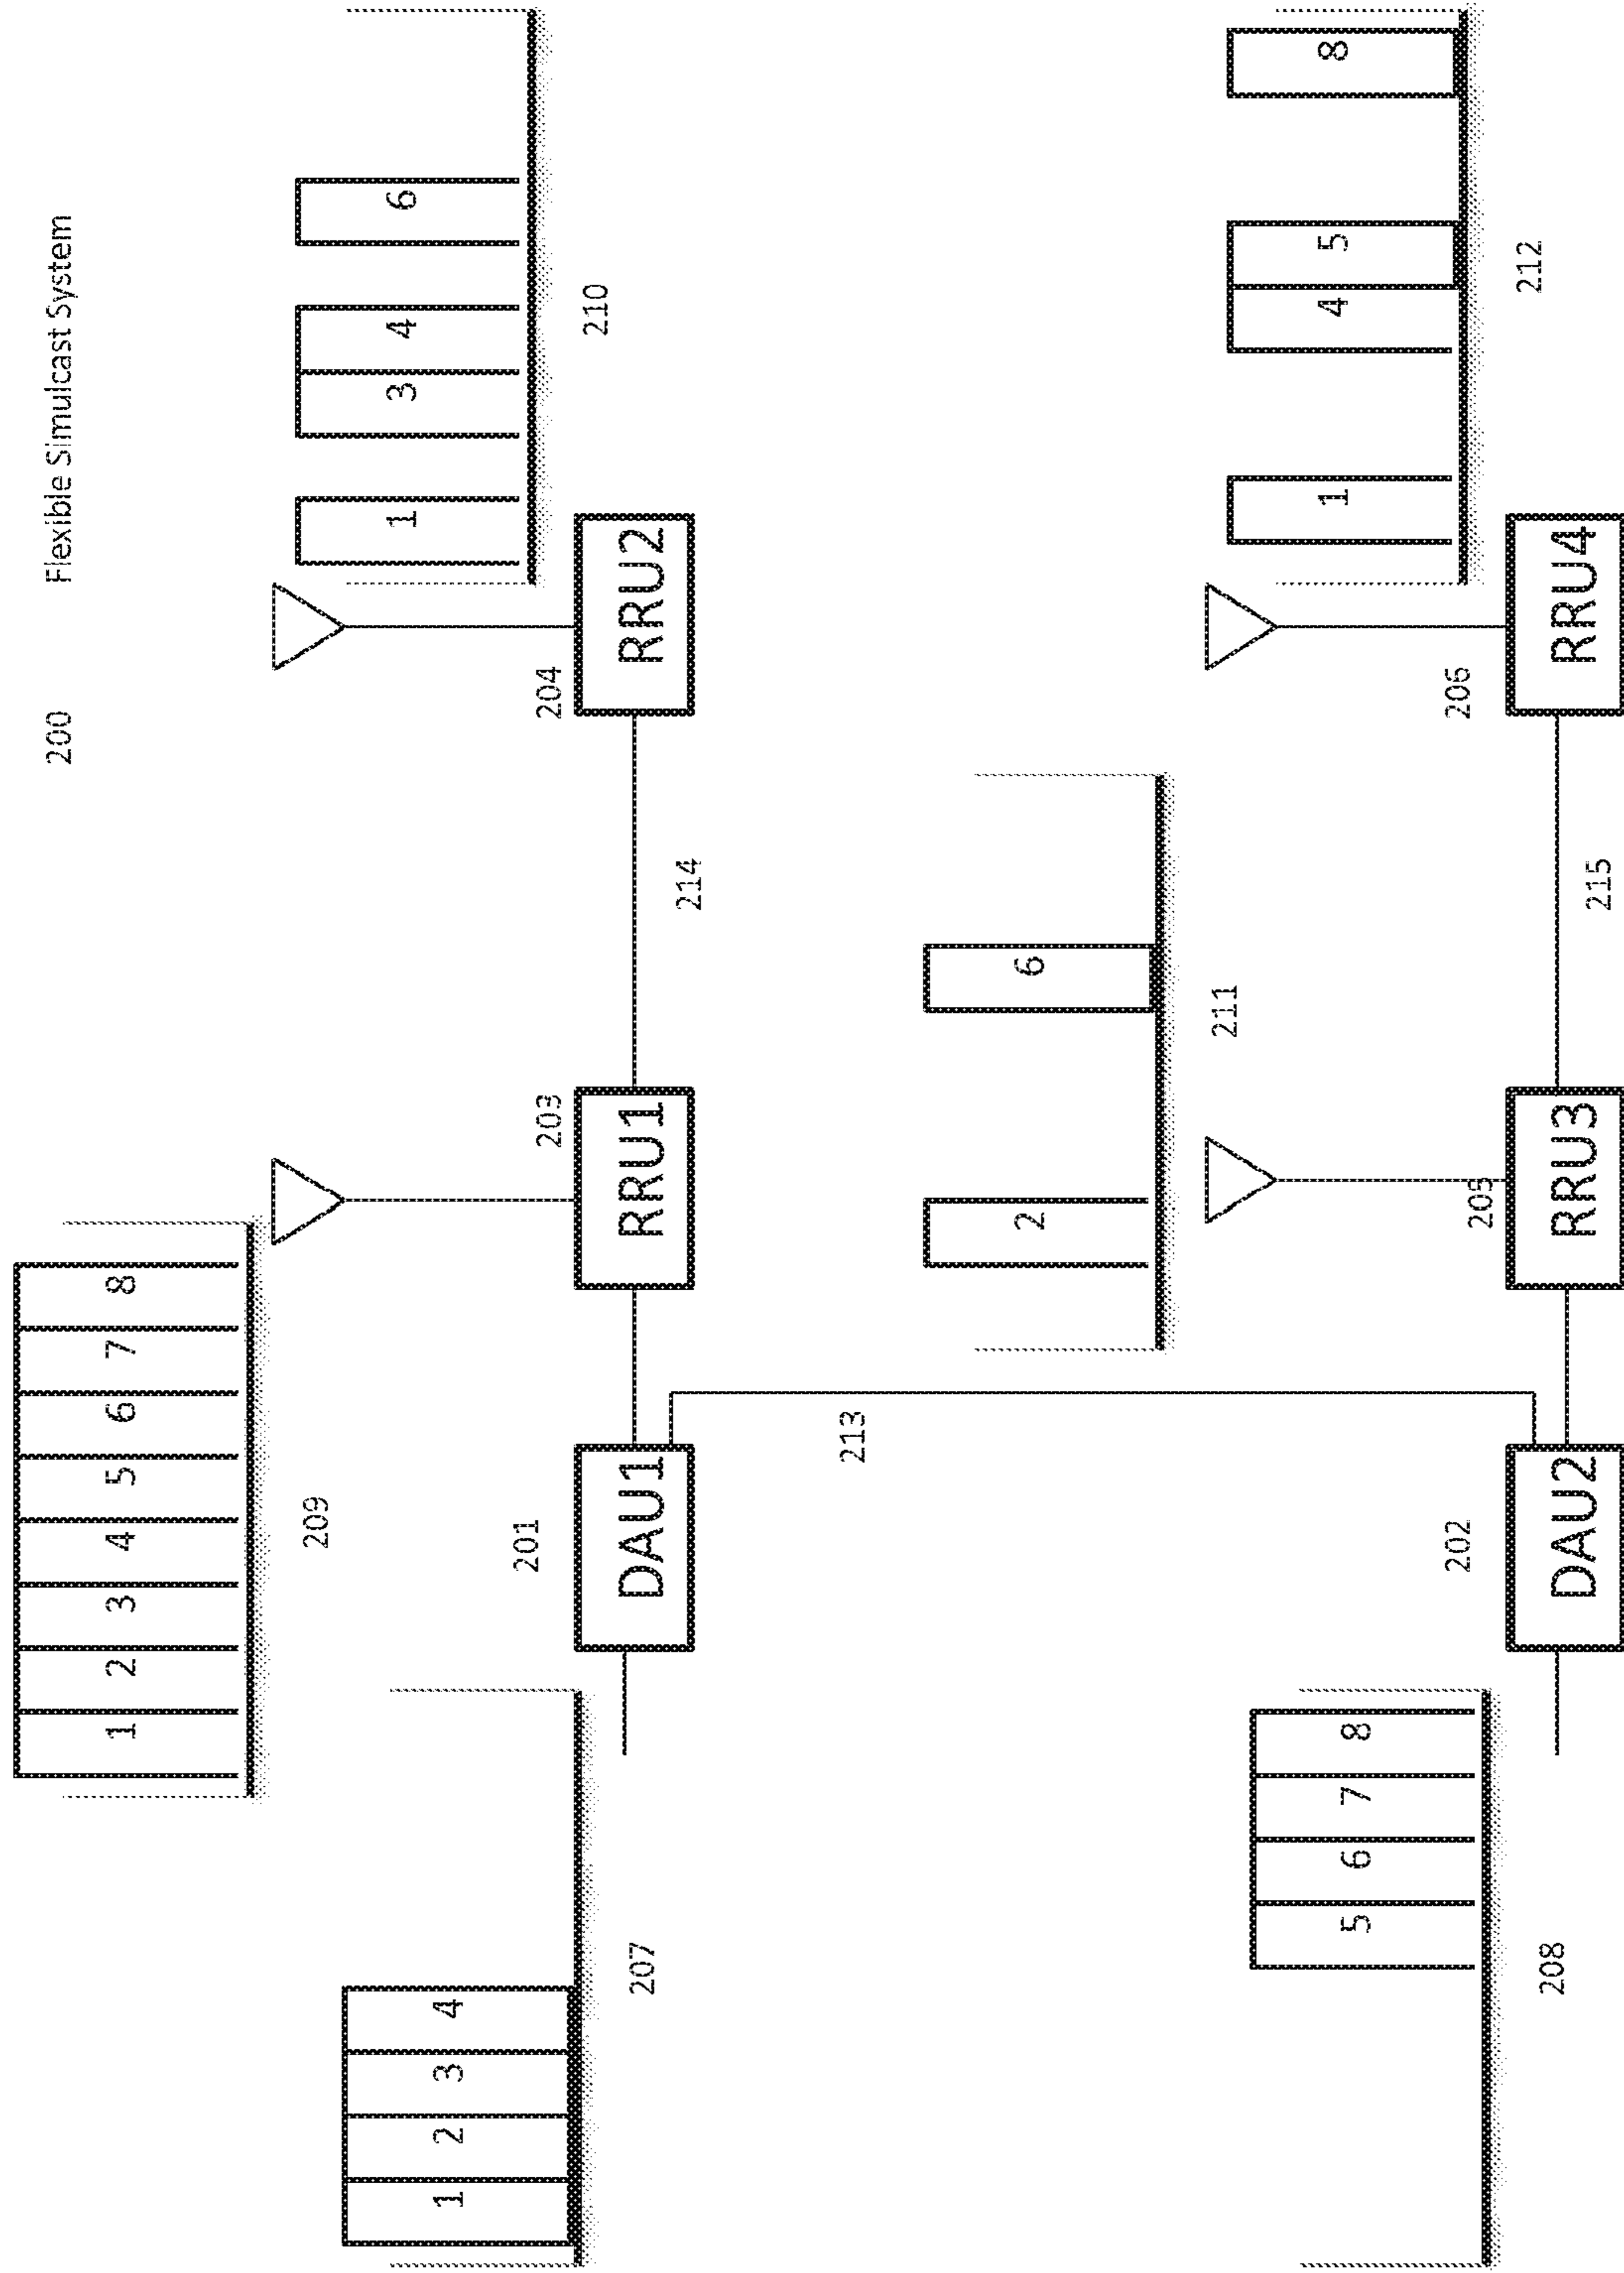 200 Flexible Simulcast System
1 2 3 4 5 6 7 8
209
1 2 3 4
207
1 3 4 6
210
201
DAU1
203
RRU1
204
RRU2
214
213
2 6
211
5 6 7 8
208
1 4 5 8
212
202
DAU2
205
RRU3
206
RRU4
215